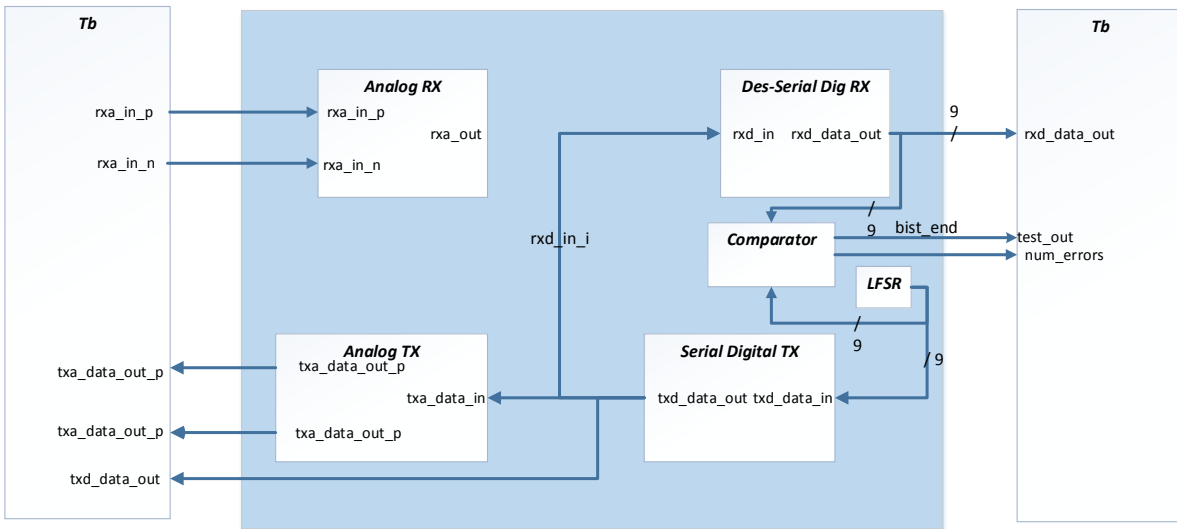 Tb
rxa_in_p
rxa_in_n
txa_data_out_p
txa_data_out_p
txd_data_out
Analog RX
rxa_in_p
rxa_out
rxa_in_n
Des-Serial Dig RX
rxd_in rxd_data_out
9
/
rxd_in_i
/
9
Comparator
bist_end
LFSR
/
9
/ 9
Analog TX
txa_data_out_p
txa_data_in
txa_data_out_p
Serial Digital TX
txd_data_out txd_data_in
Tb
rxd_data_out
test_out
num_errors